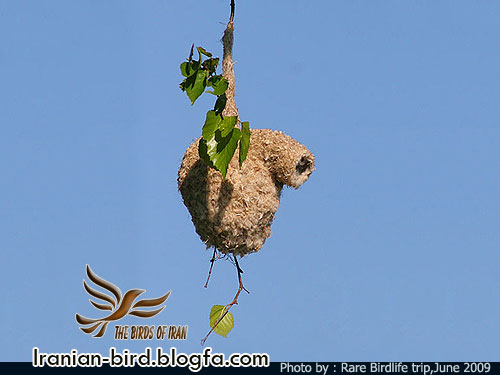 THE BIRDS OF IRAN
Iranian-bird.blogfa.com
Photo by : Rare Birdlife trip,June 2009